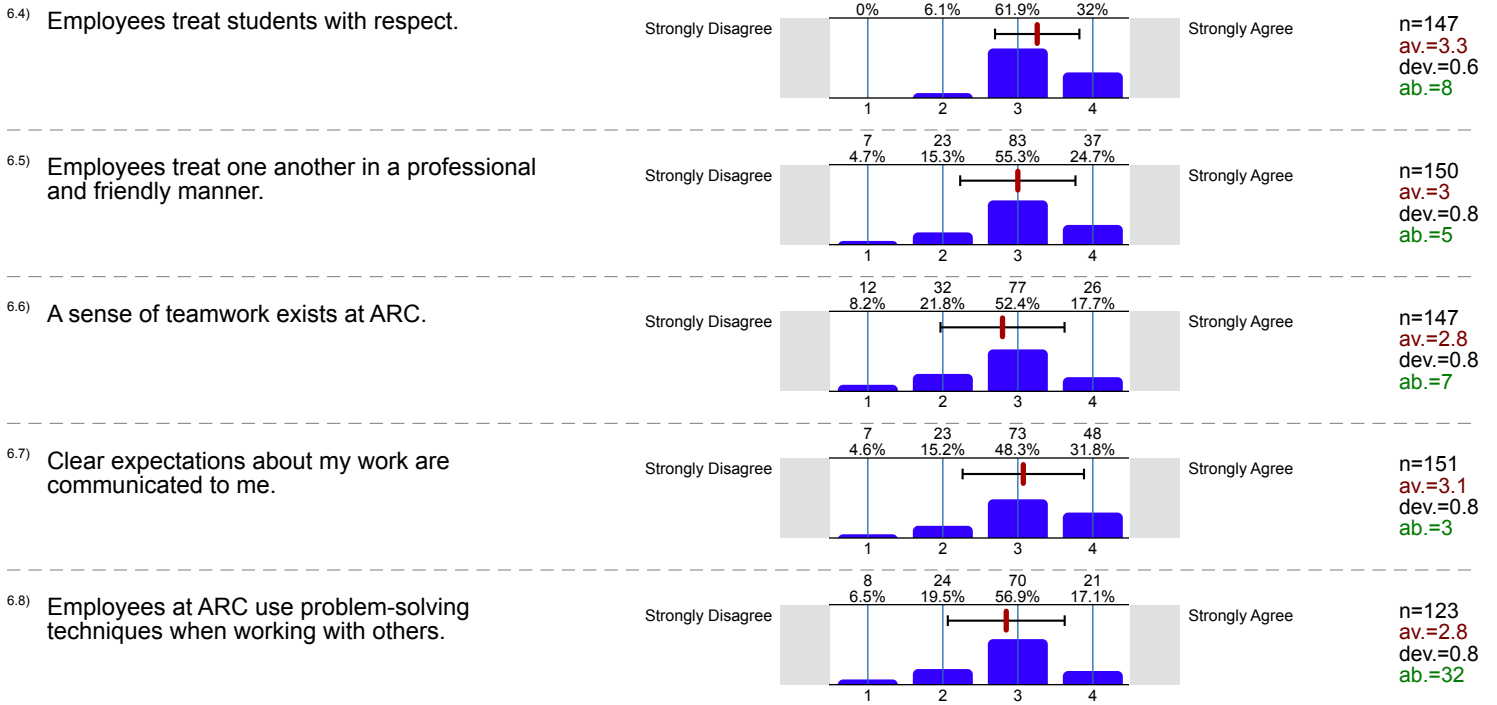 0% 6.1% 61.9% 32%
6.4) Employees treat students with respect.
Strongly Disagree Strongly Agree
n=147
av.=3.3
dev.=0.6
ab.=8
1 2 3 4
7 23 83 37
4.7% 15.3% 55.3% 24.7%
6.5) Employees treat one another in a professional
and friendly manner.
Strongly Disagree Strongly Agree
n=150
av.=3
dev.=0.8
ab.=5
1 2 3 4
12 32 77 26
8.2% 21.8% 52.4% 17.7%
6.6) A sense of teamwork exists at ARC.
Strongly Disagree Strongly Agree
n=147
av.=2.8
dev.=0.8
ab.=7
1 2 3 4
7 23 73 48
4.6% 15.2% 48.3% 31.8%
6.7) Clear expectations about my work are
communicated to me.
Strongly Disagree Strongly Agree
n=151
av.=3.1
dev.=0.8
ab.=3
1 2 3 4
8 24 70 21
6.5% 19.5% 56.9% 17.1%
6.8) Employees at ARC use problem-solving
techniques when working with others.
Strongly Disagree Strongly Agree
n=123
av.=2.8
dev.=0.8
ab.=32
1 2 3 4